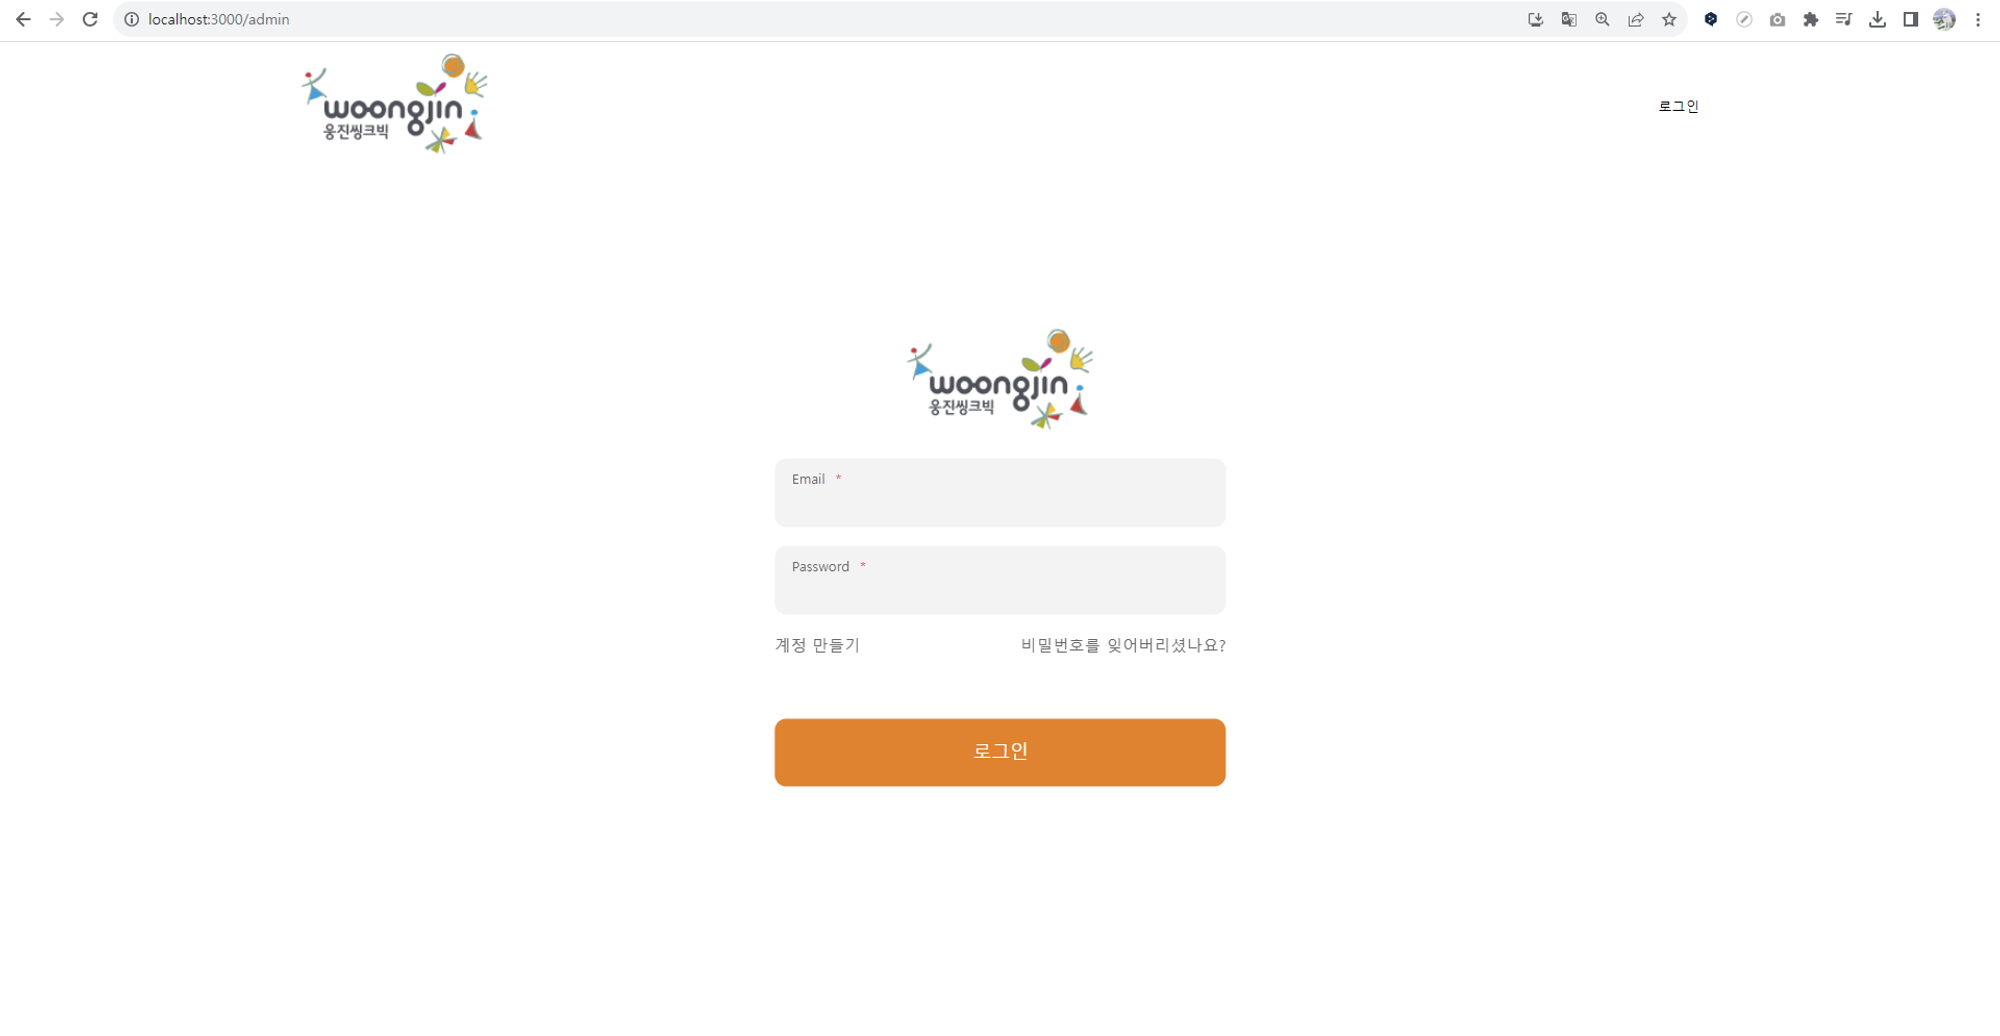 localhost:3000/admin
woongjin
웅진씽크빅
로그인
woongjin
웅진씽크빅
Email *
Password *
계정 만들기
비밀번호를 잊어버리셨나요?
로그인